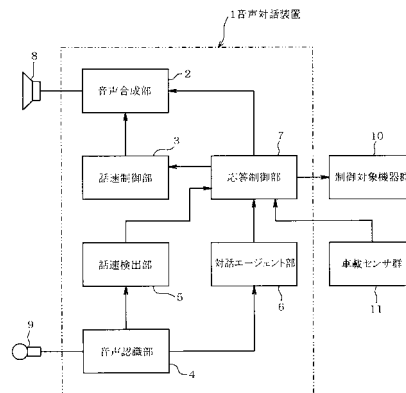 1音声対話装置
8
音声合成部
2
3
話速制御部
7
応答制御部
10
制御対象機器群
話速検出部
5
対話エージェント部
6
車載センサ群
11
9
音声認識部
4